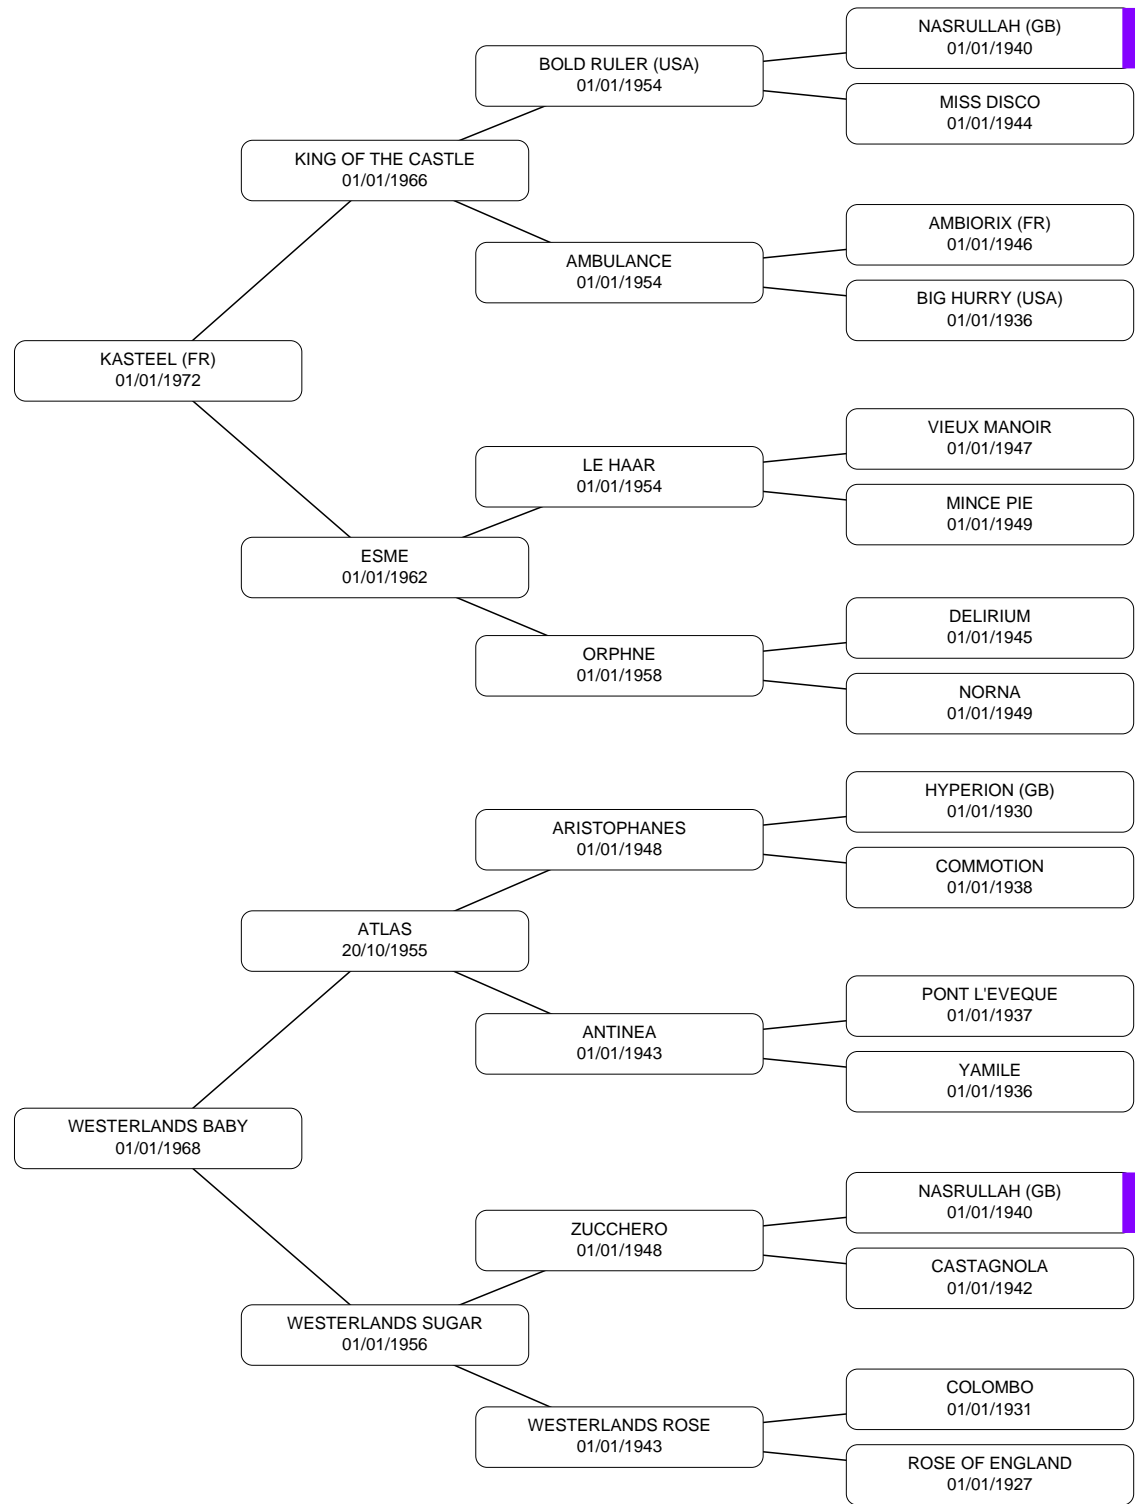 NASRULLAH (GB)
01/01/1940
BOLD RULER (USA)
01/01/1954
MISS DISCO
01/01/1944
KING OF THE CASTLE
01/01/1966
AMBIORIX (FR)
01/01/1946
AMBULANCE
01/01/1954
BIG HURRY (USA)
01/01/1936
KASTEEL (FR)
01/01/1972
VIEUX MANOIR
01/01/1947
LE HAAR
01/01/1954
MINCE PIE
01/01/1949
ESME
01/01/1962
DELIRIUM
01/01/1945
ORPHNE
01/01/1958
NORNA
01/01/1949
HYPERION (GB)
01/01/1930
ARISTOPHANES
01/01/1948
COMMOTION
01/01/1938
ATLAS
20/10/1955
PONT L'EVEQUE
01/01/1937
ANTINEA
01/01/1943
YAMILE
01/01/1936
WESTERLANDS BABY
01/01/1968
NASRULLAH (GB)
01/01/1940
ZUCCHERO
01/01/1948
CASTAGNOLA
01/01/1942
WESTERLANDS SUGAR
01/01/1956
COLOMBO
01/01/1931
WESTERLANDS ROSE
01/01/1943
ROSE OF ENGLAND
01/01/1927